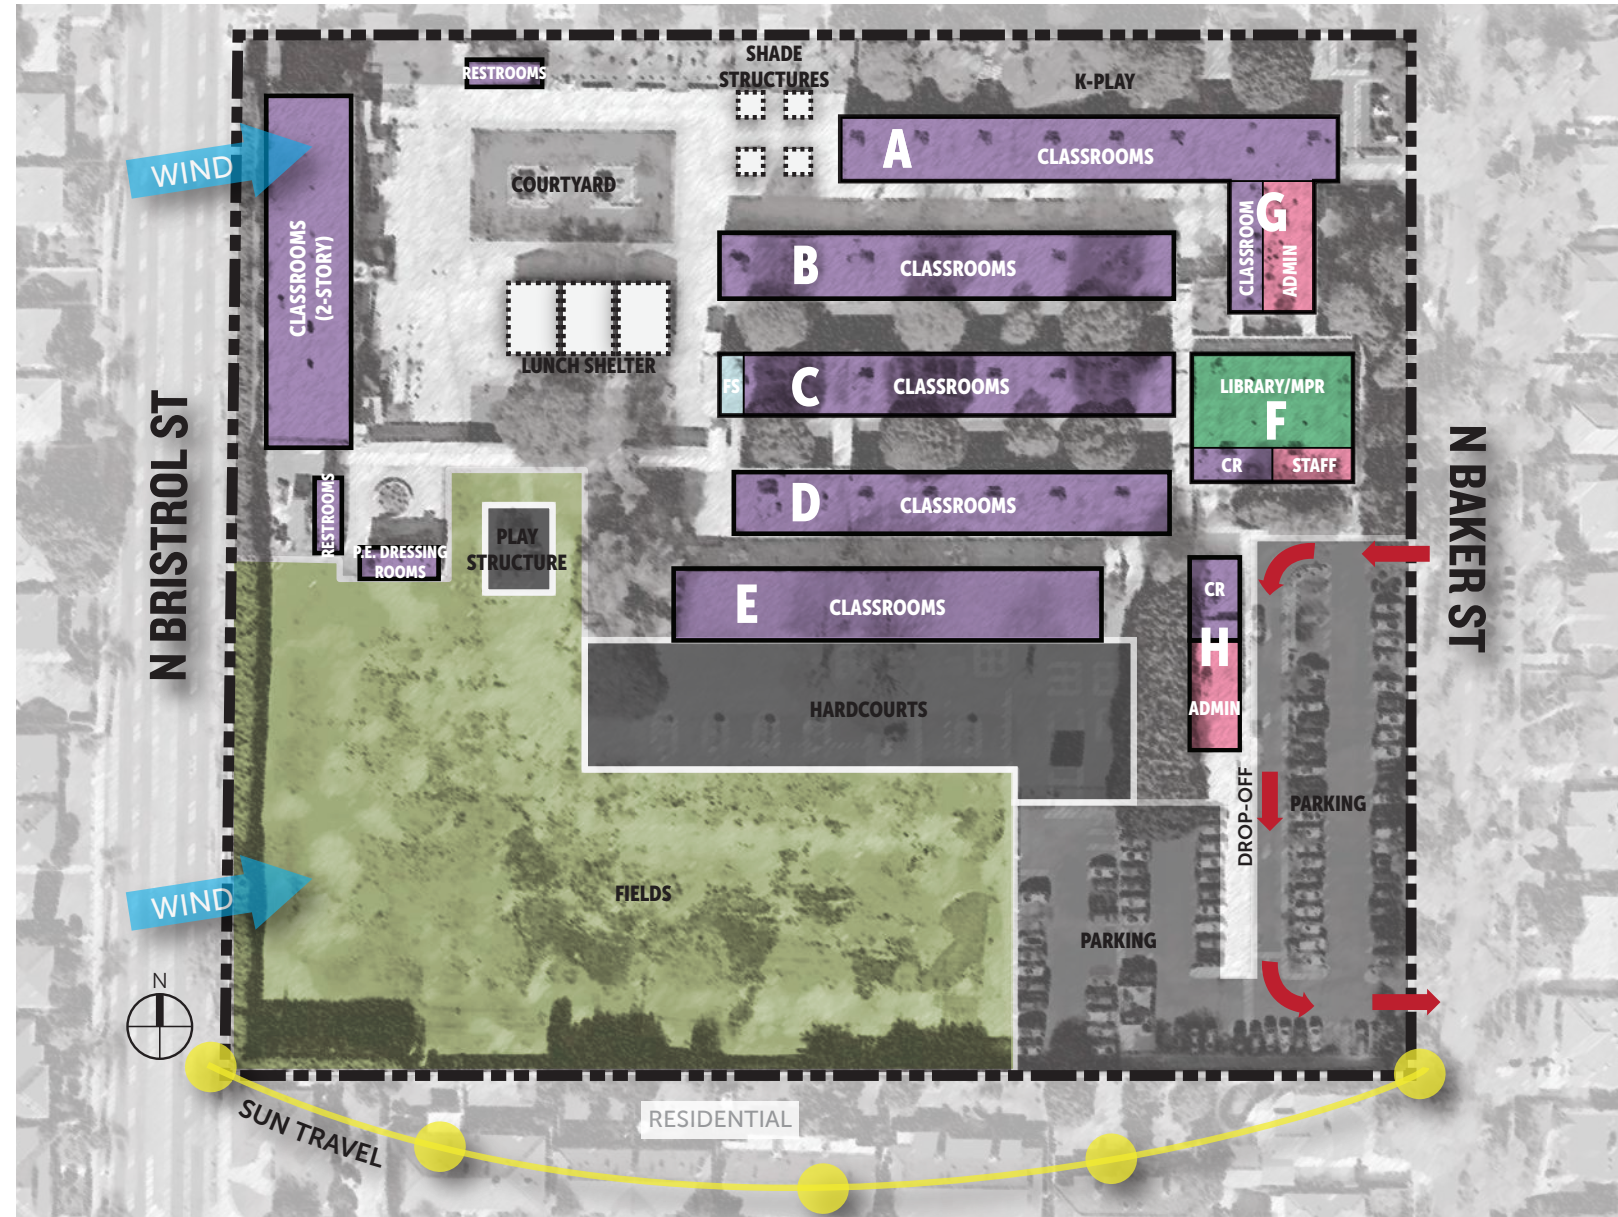 SHADE
STRUCTURES
RESTROOMS
K-PLAY
A
CLASSROOMS
WIND
COURTYARD
CLASSROOM
G
ADMIN
CLASSROOMS
(2-STORY)
B
CLASSROOMS
LUNCH SHELTER
FS
C
CLASSROOMS
LIBRARY/MPR
F
CR
STAFF
N BRISTROL ST
N BAKER ST
RESTROOMS
D
CLASSROOMS
PLAY
STRUCTURE
P.E. DRESSING
ROOMS
E
CLASSROOMS
CR
H
ADMIN
HARDCOURTS
DROP-OFF
PARKING
WIND
FIELDS
PARKING
N
SUN TRAVEL
RESIDENTIAL